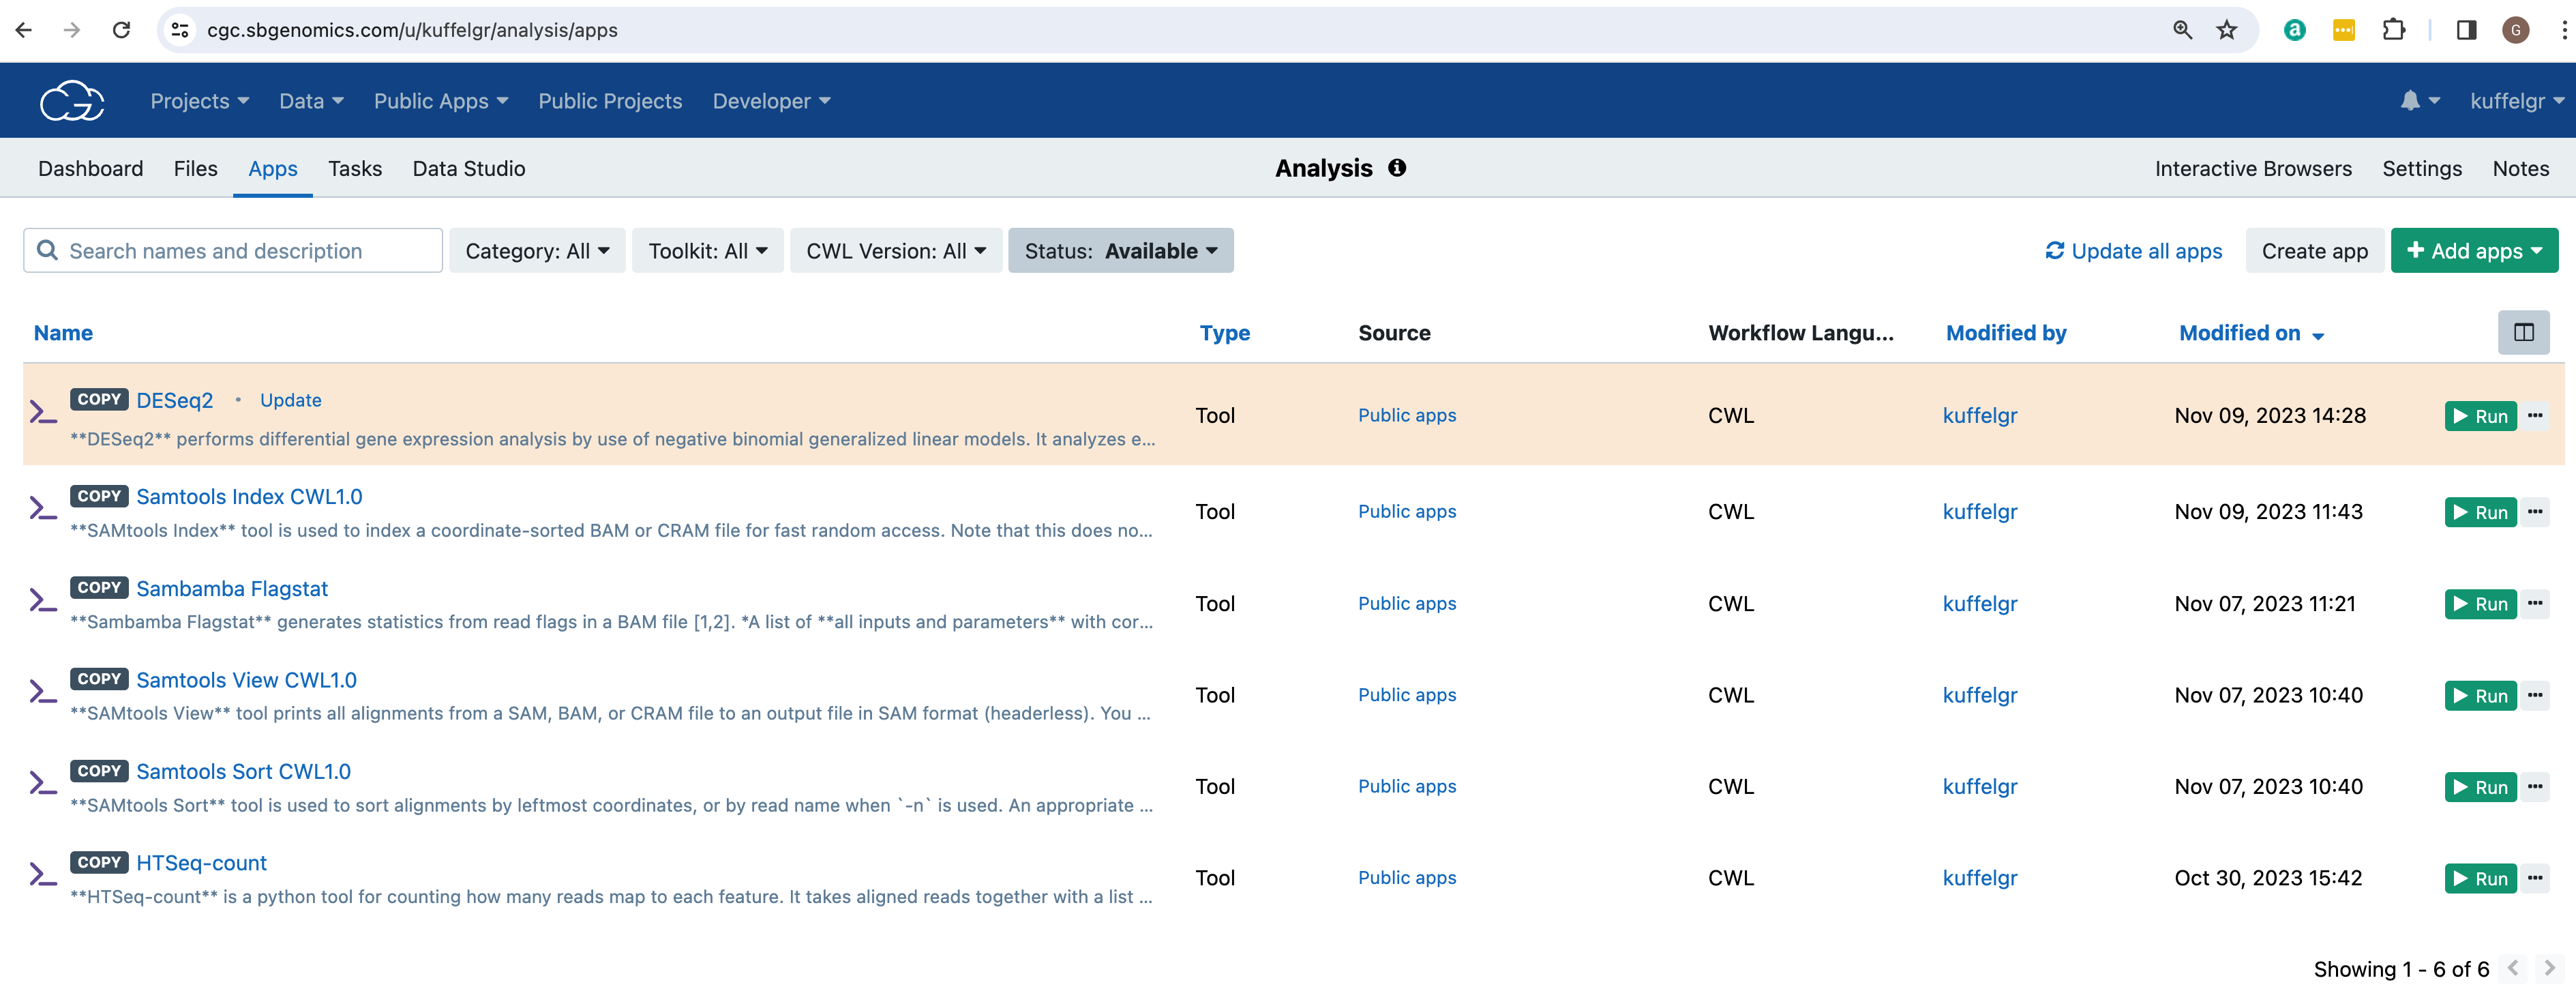 cgc.sbgenomics.com/u/kuffelgr/analysis/apps
a
G
Projects Data Public Apps Public Projects Developer kuffelgr
Dashboard Files Apps Tasks Data Studio Analysis Interactive Browsers Settings Notes
Search names and description Category: All Toolkit: All CWL Version: All Status: Available Update all apps Create app + Add apps
Name Type Source Workflow Langu... Modified by Modified on
COPY DESeq2 • Update
**DESeq2** performs differential gene expression analysis by use of negative binomial generalized linear models. It analyzes e...
Tool Public apps CWL kuffelgr Nov 09, 2023 14:28 Run
COPY Samtools Index CWL1.0
**SAMtools Index** tool is used to index a coordinate-sorted BAM or CRAM file for fast random access. Note that this does no...
Tool Public apps CWL kuffelgr Nov 09, 2023 11:43 Run
COPY Sambamba Flagstat
**Sambamba Flagstat** generates statistics from read flags in a BAM file [1,2]. *A list of **all inputs and parameters** with cor...
Tool Public apps CWL kuffelgr Nov 07, 2023 11:21 Run
COPY Samtools View CWL1.0
**SAMtools View** tool prints all alignments from a SAM, BAM, or CRAM file to an output file in SAM format (headerless). You ...
Tool Public apps CWL kuffelgr Nov 07, 2023 10:40 Run
COPY Samtools Sort CWL1.0
**SAMtools Sort** tool is used to sort alignments by leftmost coordinates, or by read name when `-n` is used. An appropriate ...
Tool Public apps CWL kuffelgr Nov 07, 2023 10:40 Run
COPY HTSeq-count
**HTSeq-count** is a python tool for counting how many reads map to each feature. It takes aligned reads together with a list ...
Tool Public apps CWL kuffelgr Oct 30, 2023 15:42 Run
Showing 1 - 6 of 6